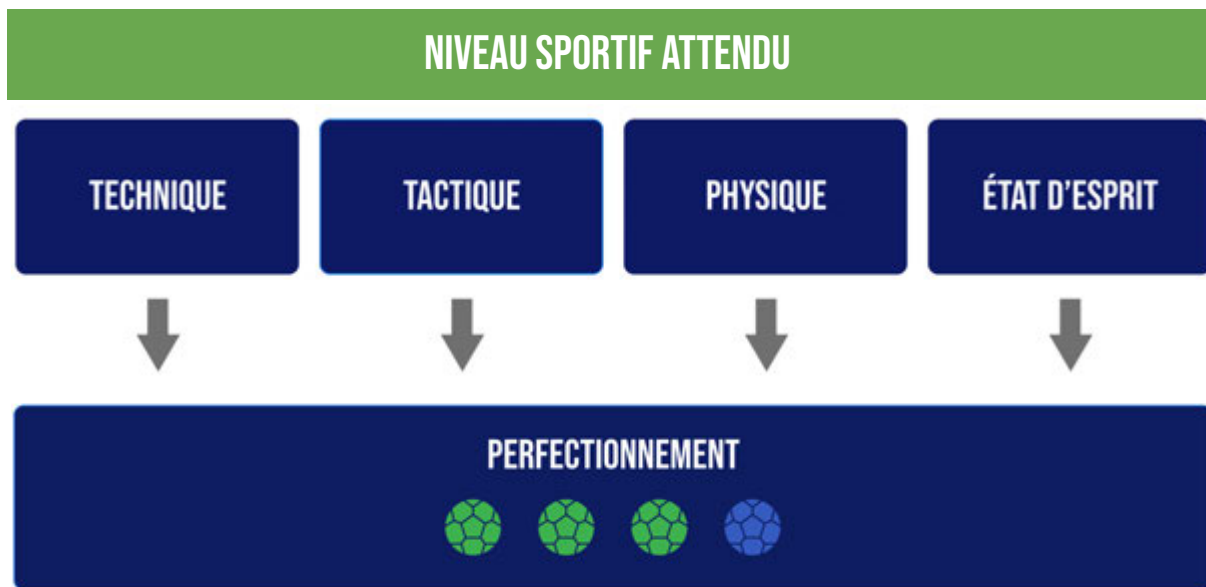 NIVEAU SPORTIF ATTENDU
TECHNIQUE
TACTIQUE
PHYSIQUE
ÉTAT D’ESPRIT
PERFECTIONNEMENT